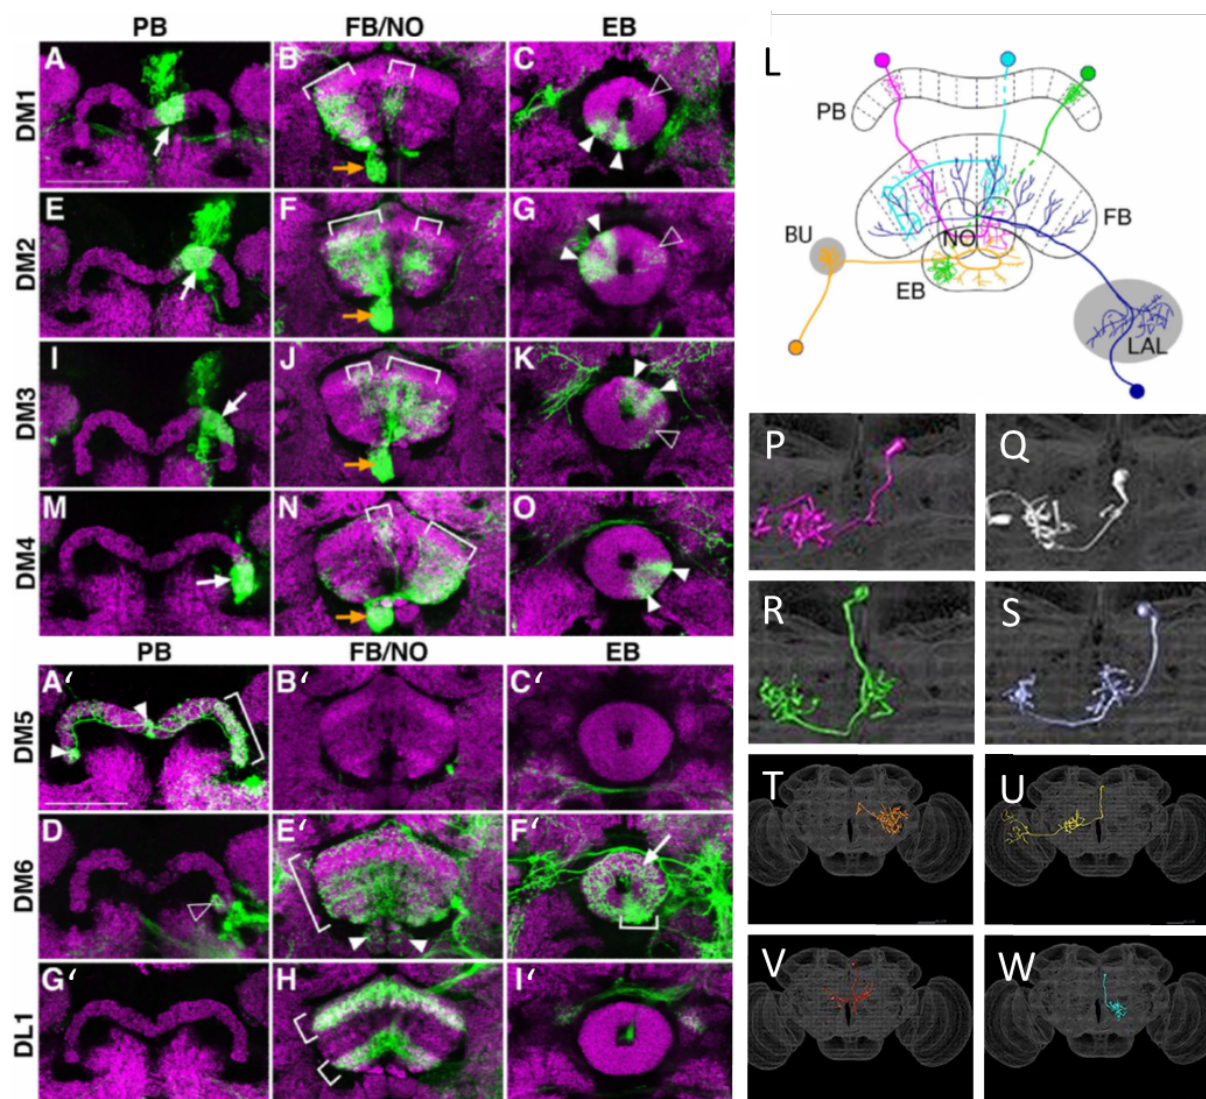 PB FB/NO EB
DM1 A B C
DM2 E F G
DM3 I J K
DM4 M N O
PB FB/NO EB
DM5 A‘ B‘ C‘
DM6 D E‘ F‘
DL1 G‘ H I‘
L
PB
FB
BU
NO
EB
LAL
P Q
R S
T U
V W